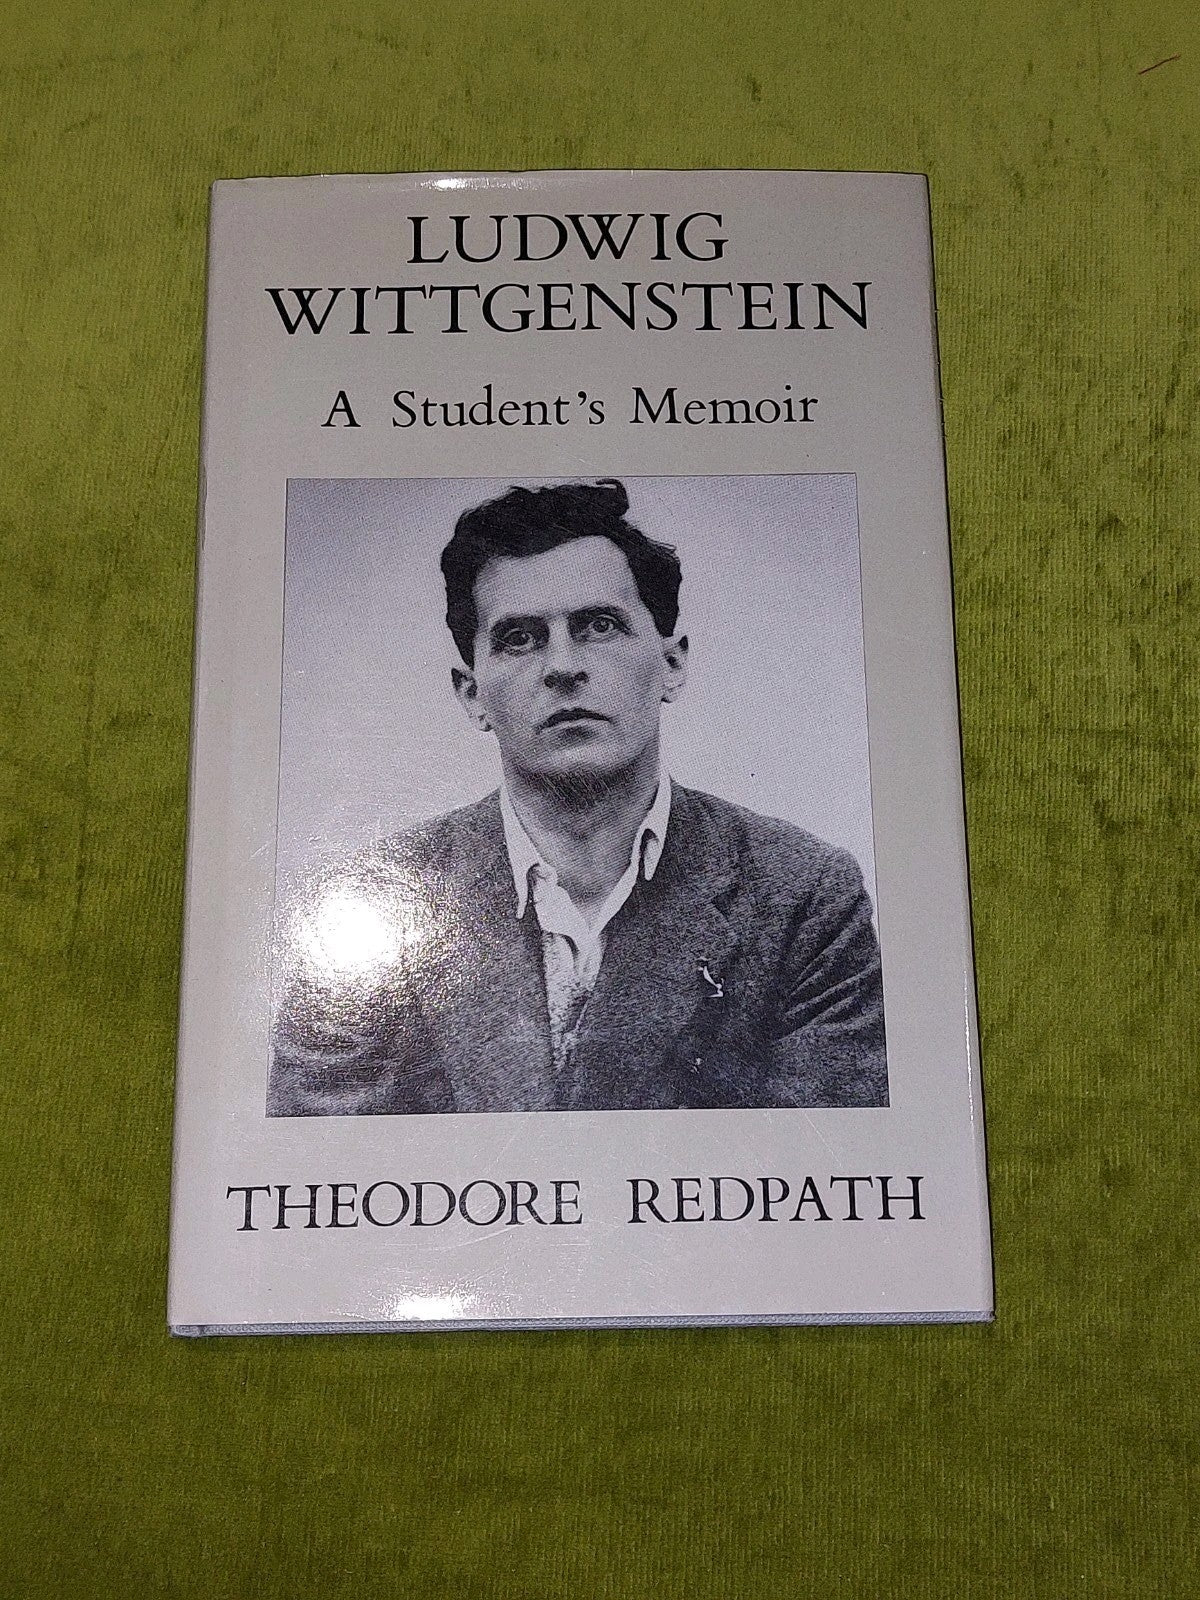 LUDWIG
WITTGENSTEIN
A Student's Memoir
THEODORE REDPATH